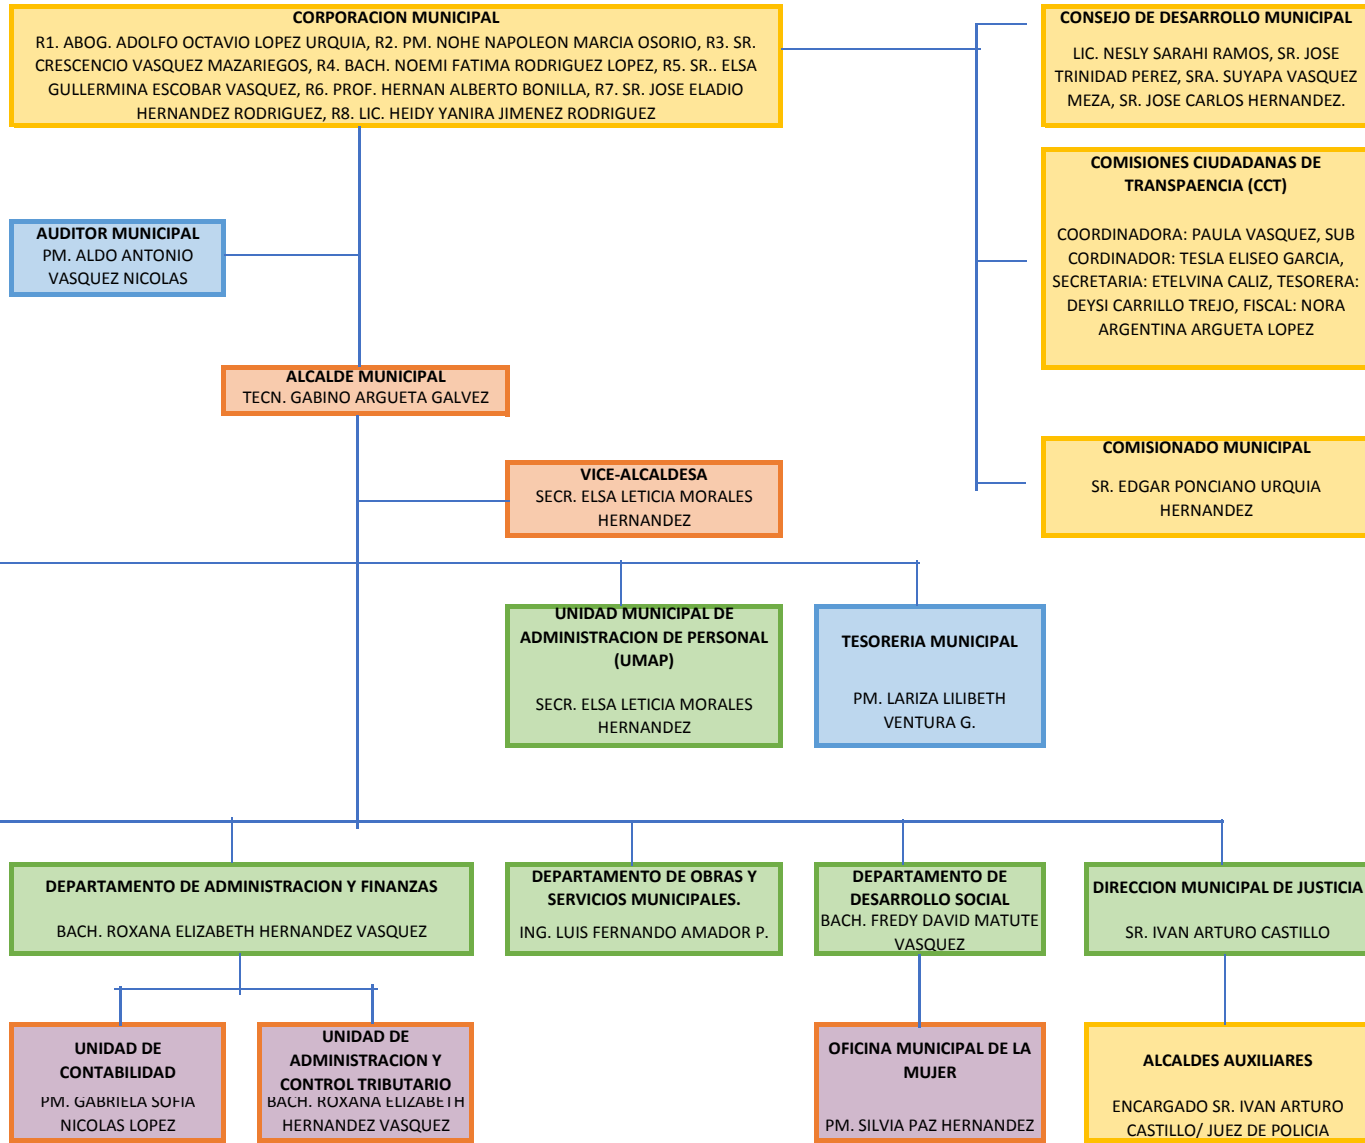 CORPORACION MUNICIPAL
R1. ABOG. ADOLFO OCTAVIO LOPEZ URQUIA, R2. PM. NOHE NAPOLEON MARCIA OSORIO, R3. SR.
CRESCENCIO VASQUEZ MAZARIEGOS, R4. BACH. NOEMI FATIMA RODRIGUEZ LOPEZ, R5. SR.. ELSA
GULLERMINA ESCOBAR VASQUEZ, R6. PROF. HERNAN ALBERTO BONILLA, R7. SR. JOSE ELADIO
HERNANDEZ RODRIGUEZ, R8. LIC. HEIDY YANIRA JIMENEZ RODRIGUEZ
CONSEJO DE DESARROLLO MUNICIPAL
LIC. NESLY SARAHI RAMOS, SR. JOSE
TRINIDAD PEREZ, SRA. SUYAPA VASQUEZ
MEZA, SR. JOSE CARLOS HERNANDEZ.
COMISIONES CIUDADANAS DE
TRANSPAENCIA (CCT)
COORDINADORA: PAULA VASQUEZ, SUB
CORDINADOR: TESLA ELISEO GARCIA,
SECRETARIA: ETELVINA CALIZ, TESORERA:
DEYSI CARRILLO TREJO, FISCAL: NORA
ARGENTINA ARGUETA LOPEZ
AUDITOR MUNICIPAL
PM. ALDO ANTONIO
VASQUEZ NICOLAS
ALCALDE MUNICIPAL
TECN. GABINO ARGUETA GALVEZ
COMISIONADO MUNICIPAL
SR. EDGAR PONCIANO URQUIA
HERNANDEZ
VICE-ALCALDESA
SECR. ELSA LETICIA MORALES
HERNANDEZ
UNIDAD MUNICIPAL DE
ADMINISTRACION DE PERSONAL
(UMAP)
SECR. ELSA LETICIA MORALES
HERNANDEZ
TESORERIA MUNICIPAL
PM. LARIZA LILIBETH
VENTURA G.
DEPARTAMENTO DE ADMINISTRACION Y FINANZAS
BACH. ROXANA ELIZABETH HERNANDEZ VASQUEZ
DEPARTAMENTO DE OBRAS Y
SERVICIOS MUNICIPALES.
ING. LUIS FERNANDO AMADOR P.
DEPARTAMENTO DE
DESARROLLO SOCIAL
BACH. FREDY DAVID MATUTE
VASQUEZ
DIRECCION MUNICIPAL DE JUSTICIA
SR. IVAN ARTURO CASTILLO
UNIDAD DE
CONTABILIDAD
PM. GABRIELA SOFIA
NICOLAS LOPEZ
UNIDAD DE
ADMINISTRACION Y
CONTROL TRIBUTARIO
BACH. ROXANA ELIZABETH
HERNANDEZ VASQUEZ
OFICINA MUNICIPAL DE LA
MUJER
PM. SILVIA PAZ HERNANDEZ
ALCALDES AUXILIARES
ENCARGADO SR. IVAN ARTURO
CASTILLO/ JUEZ DE POLICIA